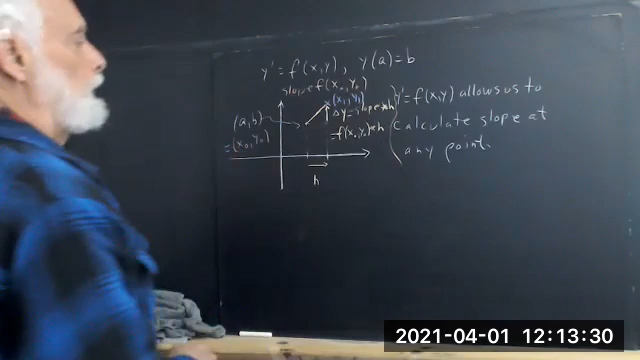 y' = f(x,y), y(a)=b
slope f(x₀,y₀)
(x₁,y₁)
(a,b)
=(x₀,y₀)
Δy=slope*h
=f(x₀,y₀)*h
h
y'=f(x,y) allows us to
calculate slope at
any point.
2021-04-01 12:13:30